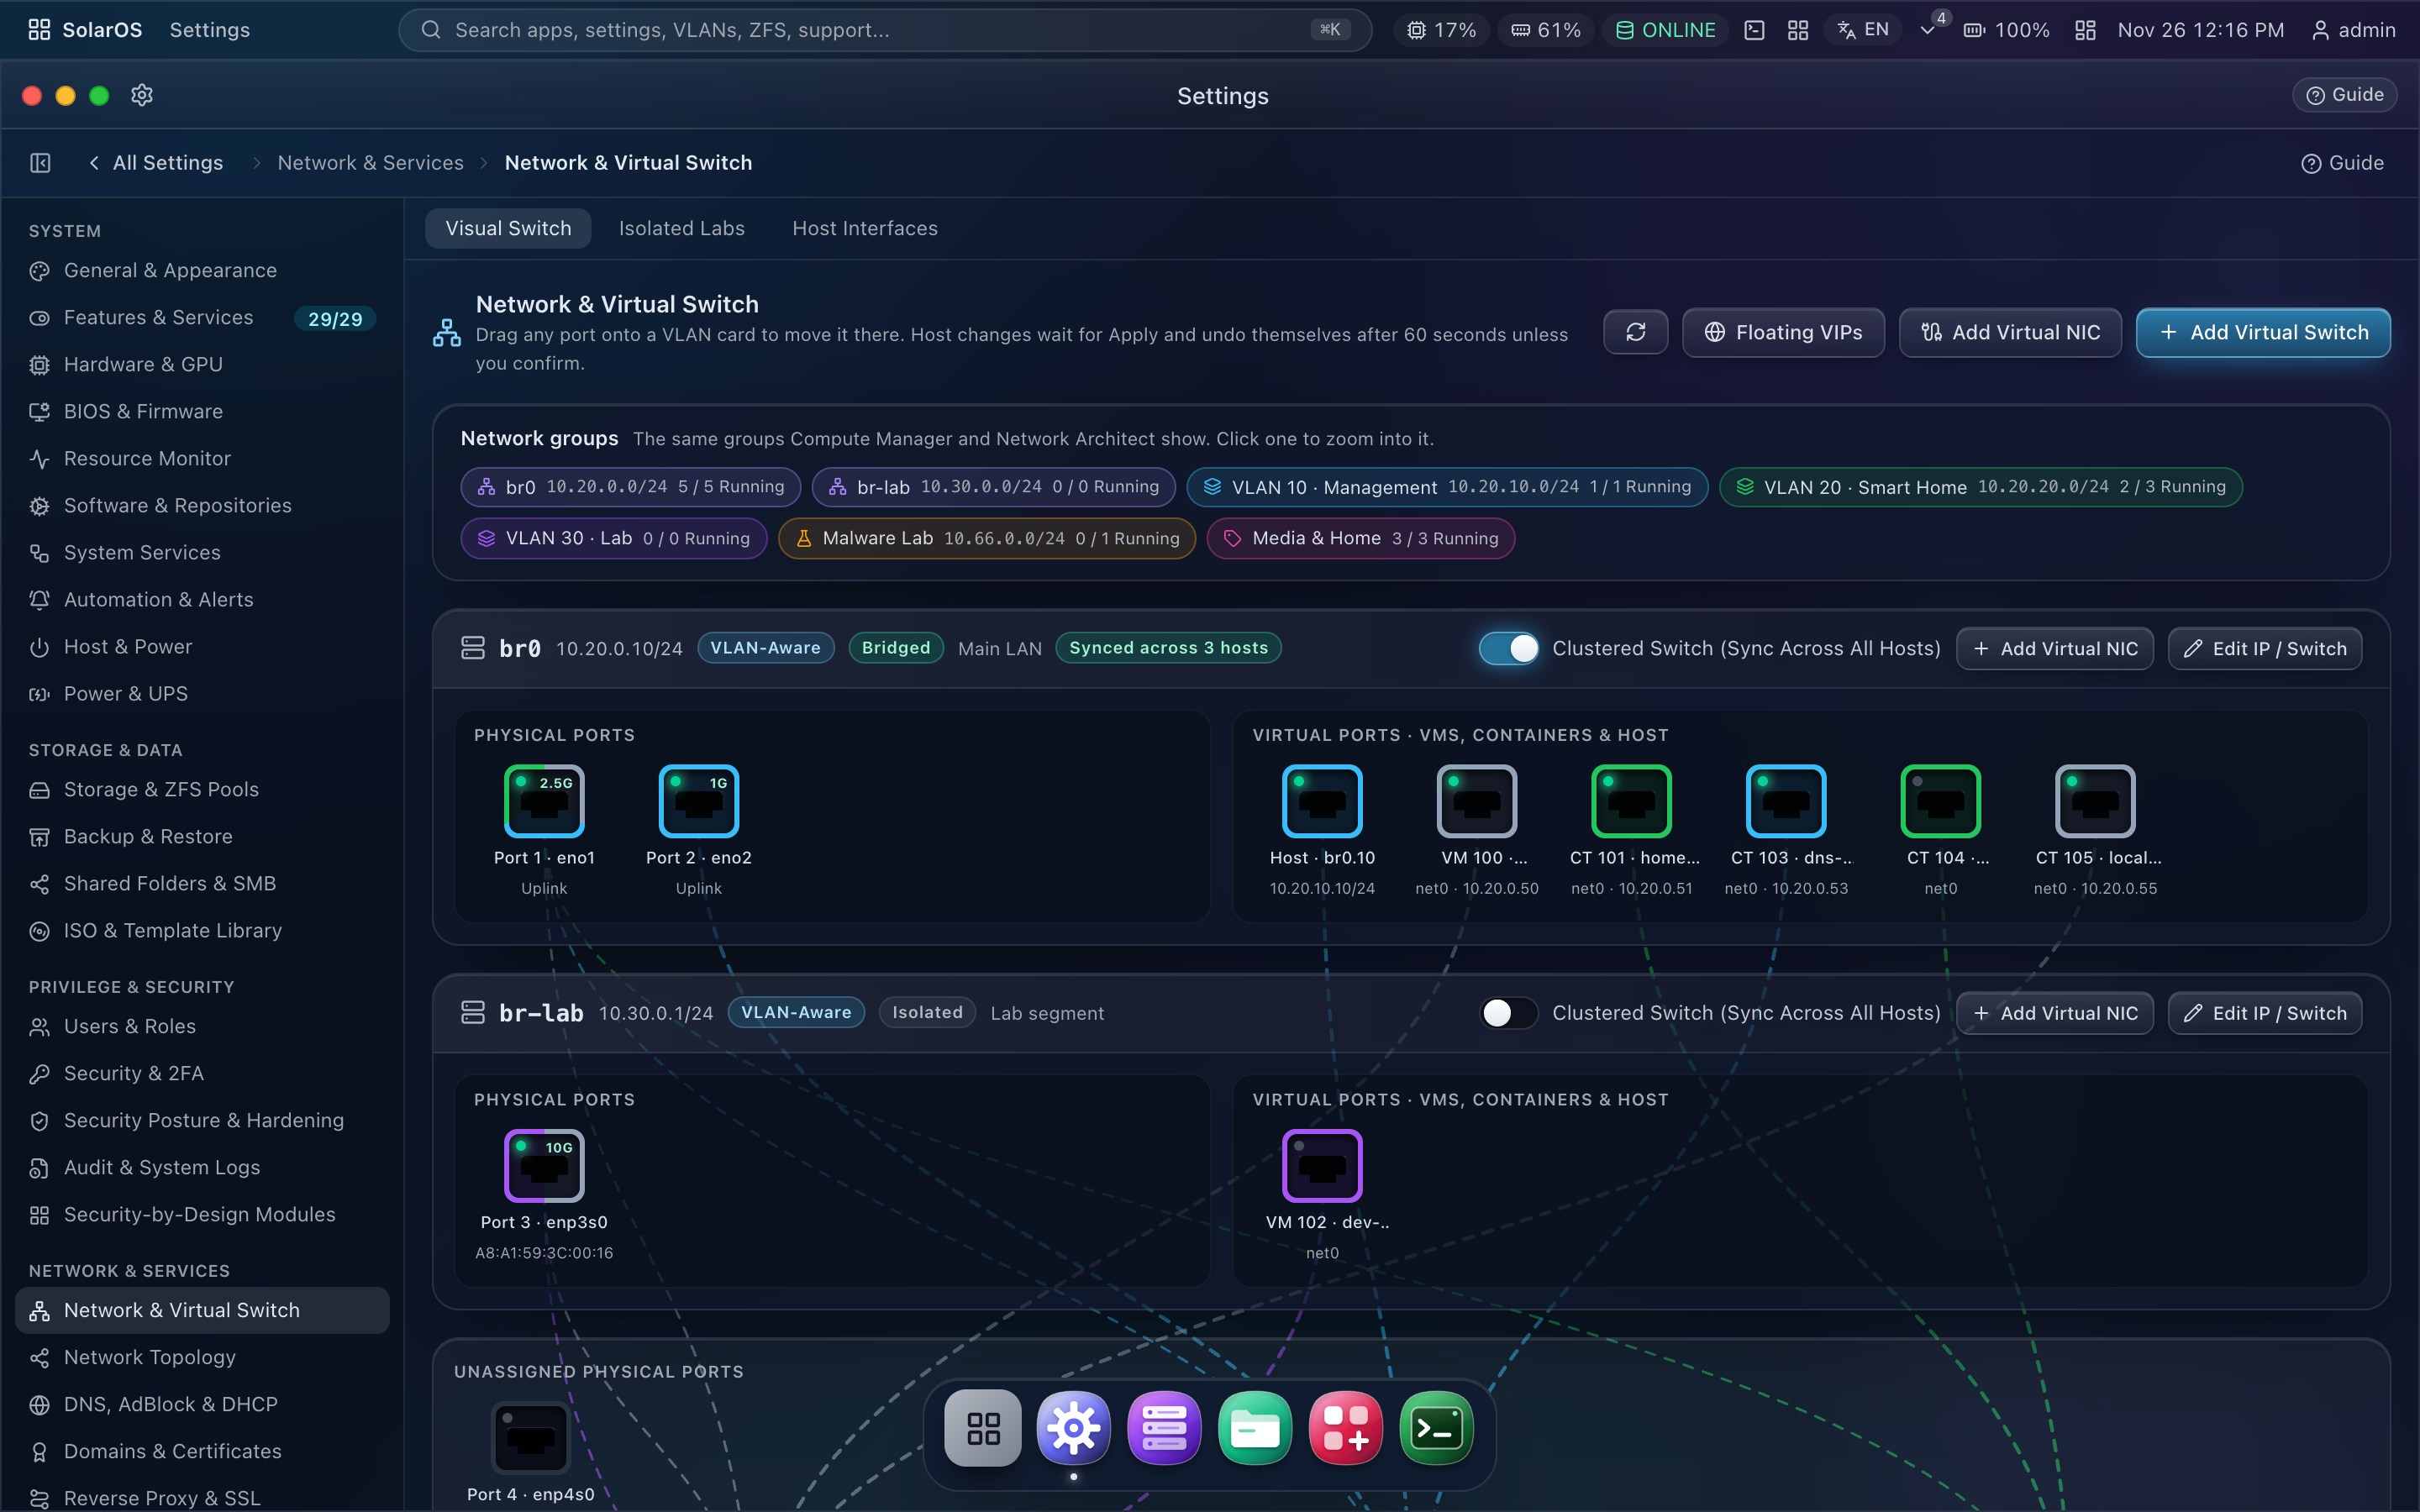 SolarOS Settings Search apps, settings, VLANs, ZFS, support... ⌘K 17% 61% ONLINE EN 4 100% Nov 26 12:16 PM admin
Settings Guide
All Settings Network & Services Network & Virtual Switch Guide
SYSTEM
General & Appearance
Features & Services 29/29
Hardware & GPU
BIOS & Firmware
Resource Monitor
Software & Repositories
System Services
Automation & Alerts
Host & Power
Power & UPS
STORAGE & DATA
Storage & ZFS Pools
Backup & Restore
Shared Folders & SMB
ISO & Template Library
PRIVILEGE & SECURITY
Users & Roles
Security & 2FA
Security Posture & Hardening
Audit & System Logs
Security-by-Design Modules
NETWORK & SERVICES
Network & Virtual Switch
Network Topology
DNS, AdBlock & DHCP
Domains & Certificates
Reverse Proxy & SSL
Visual Switch Isolated Labs Host Interfaces
Network & Virtual Switch
Drag any port onto a VLAN card to move it there. Host changes wait for Apply and undo themselves after 60 seconds unless
you confirm.
Floating VIPs Add Virtual NIC Add Virtual Switch
Network groups The same groups Compute Manager and Network Architect show. Click one to zoom into it.
br0 10.20.0.0/24 5 / 5 Running br-lab 10.30.0.0/24 0 / 0 Running VLAN 10 · Management 10.20.10.0/24 1 / 1 Running VLAN 20 · Smart Home 10.20.20.0/24 2 / 3 Running
VLAN 30 · Lab 0 / 0 Running Malware Lab 10.66.0.0/24 0 / 1 Running Media & Home 3 / 3 Running
br0 10.20.0.10/24 VLAN-Aware Bridged Main LAN Synced across 3 hosts Clustered Switch (Sync Across All Hosts) Add Virtual NIC Edit IP / Switch
PHYSICAL PORTS
2.5G 1G
Port 1 · eno1 Port 2 · eno2
Uplink Uplink
VIRTUAL PORTS · VMS, CONTAINERS & HOST
Host · br0.10 VM 100 ·... CT 101 · home... CT 103 · dns-... CT 104 ·... CT 105 · local...
10.20.10.10/24 net0 · 10.20.0.50 net0 · 10.20.0.51 net0 · 10.20.0.53 net0 net0 · 10.20.0.55
br-lab 10.30.0.1/24 VLAN-Aware Isolated Lab segment Clustered Switch (Sync Across All Hosts) Add Virtual NIC Edit IP / Switch
PHYSICAL PORTS
10G
Port 3 · enp3s0
A8:A1:59:3C:00:16
VIRTUAL PORTS · VMS, CONTAINERS & HOST
VM 102 · dev-...
net0
UNASSIGNED PHYSICAL PORTS
Port 4 · enp4s0